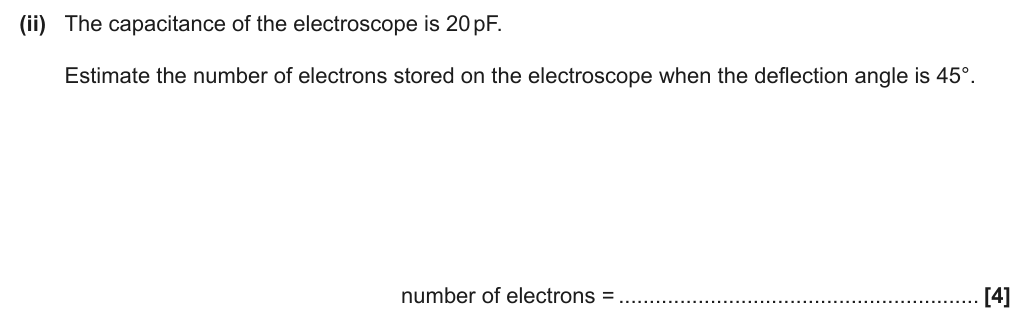 (ii) The capacitance of the electroscope is 20 pF.
Estimate the number of electrons stored on the electroscope when the deflection angle is 45°.
number of electrons = ........................................................... [4]